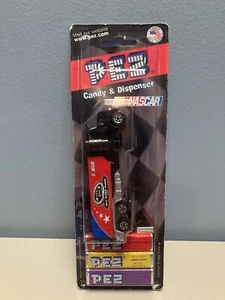 Visit our website
www.pez.com
PEZ
Candy & Dispenser
NASCAR
PEZ
PEZ
PEZ